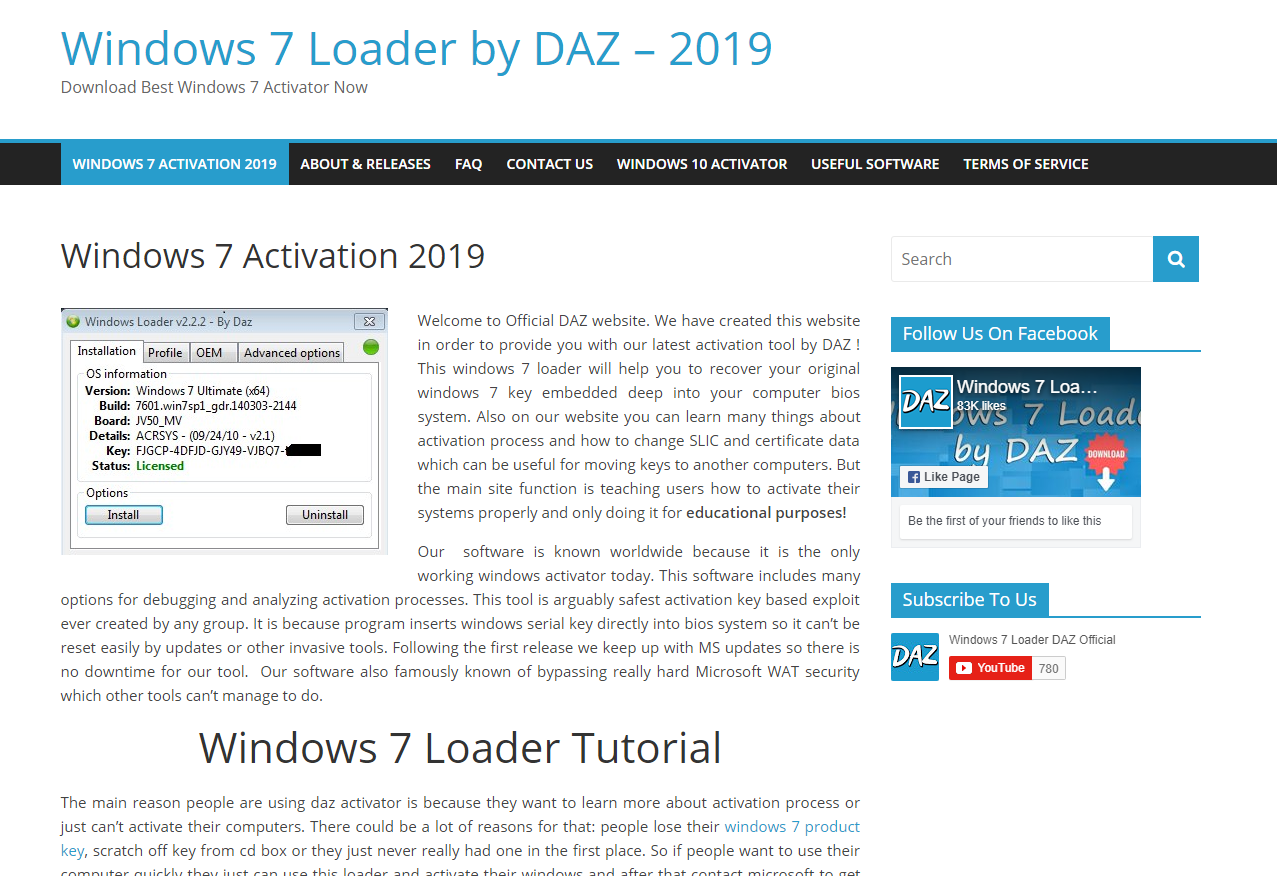 Windows 7 Loader by DAZ – 2019
Download Best Windows 7 Activator Now
WINDOWS 7 ACTIVATION 2019 ABOUT & RELEASES FAQ CONTACT US WINDOWS 10 ACTIVATOR USEFUL SOFTWARE TERMS OF SERVICE
Windows 7 Activation 2019
Windows Loader v2.2.2 - By Daz
Installation Profile OEM Advanced options
OS information
Version: Windows 7 Ultimate (x64)
Build: 7601.win7sp1_gdr.140303-2144
Board: JV50_MV
Details: ACRSYS - (09/24/10 - v2.1)
Key: FJGCP-4DFJD-GJY49-VJBQ7-
Status: Licensed
Options
Install Uninstall
Welcome to Official DAZ website. We have created this website
in order to provide you with our latest activation tool by DAZ !
This windows 7 loader will help you to recover your original
windows 7 key embedded deep into your computer bios
system. Also on our website you can learn many things about
activation process and how to change SLIC and certificate data
which can be useful for moving keys to another computers. But
the main site function is teaching users how to activate their
systems properly and only doing it for educational purposes!
Our software is known worldwide because it is the only
working windows activator today. This software includes many
options for debugging and analyzing activation processes. This tool is arguably safest activation key based exploit
ever created by any group. It is because program inserts windows serial key directly into bios system so it can’t be
reset easily by updates or other invasive tools. Following the first release we keep up with MS updates so there is
no downtime for our tool. Our software also famously known of bypassing really hard Microsoft WAT security
which other tools can’t manage to do.
Windows 7 Loader Tutorial
The main reason people are using daz activator is because they want to learn more about activation process or
just can’t activate their computers. There could be a lot of reasons for that: people lose their windows 7 product
key, scratch off key from cd box or they just never really had one in the first place. So if people want to use their
computer quickly they just can use this loader and activate their windows and after that contact microsoft to get
Search
Follow Us On Facebook
DAZ
Windows 7 Loa...
83K likes
Windows 7 Load
by DAZ
DOWNLOAD
Like Page
Be the first of your friends to like this
Subscribe To Us
DAZ
Windows 7 Loader DAZ Official
YouTube 780